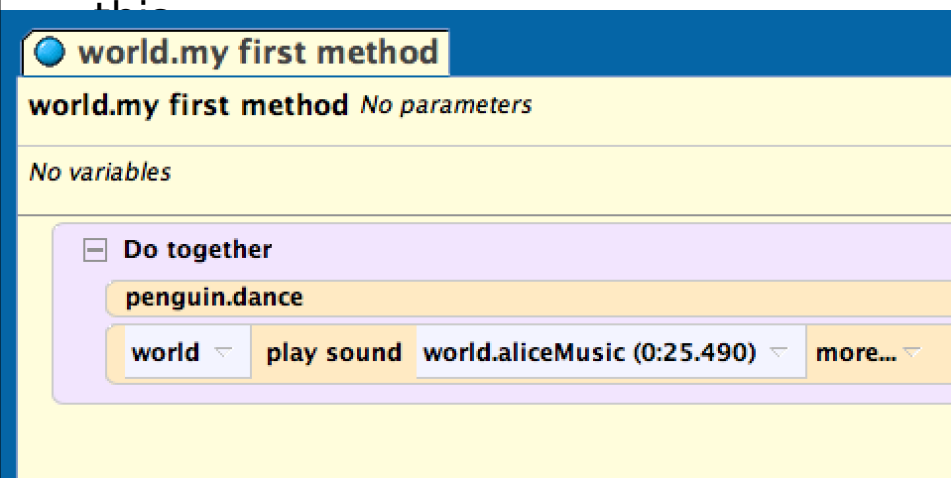 this
world.my first method
world.my first method No parameters
No variables
Do together
penguin.dance
world play sound world.aliceMusic (0:25.490) more...